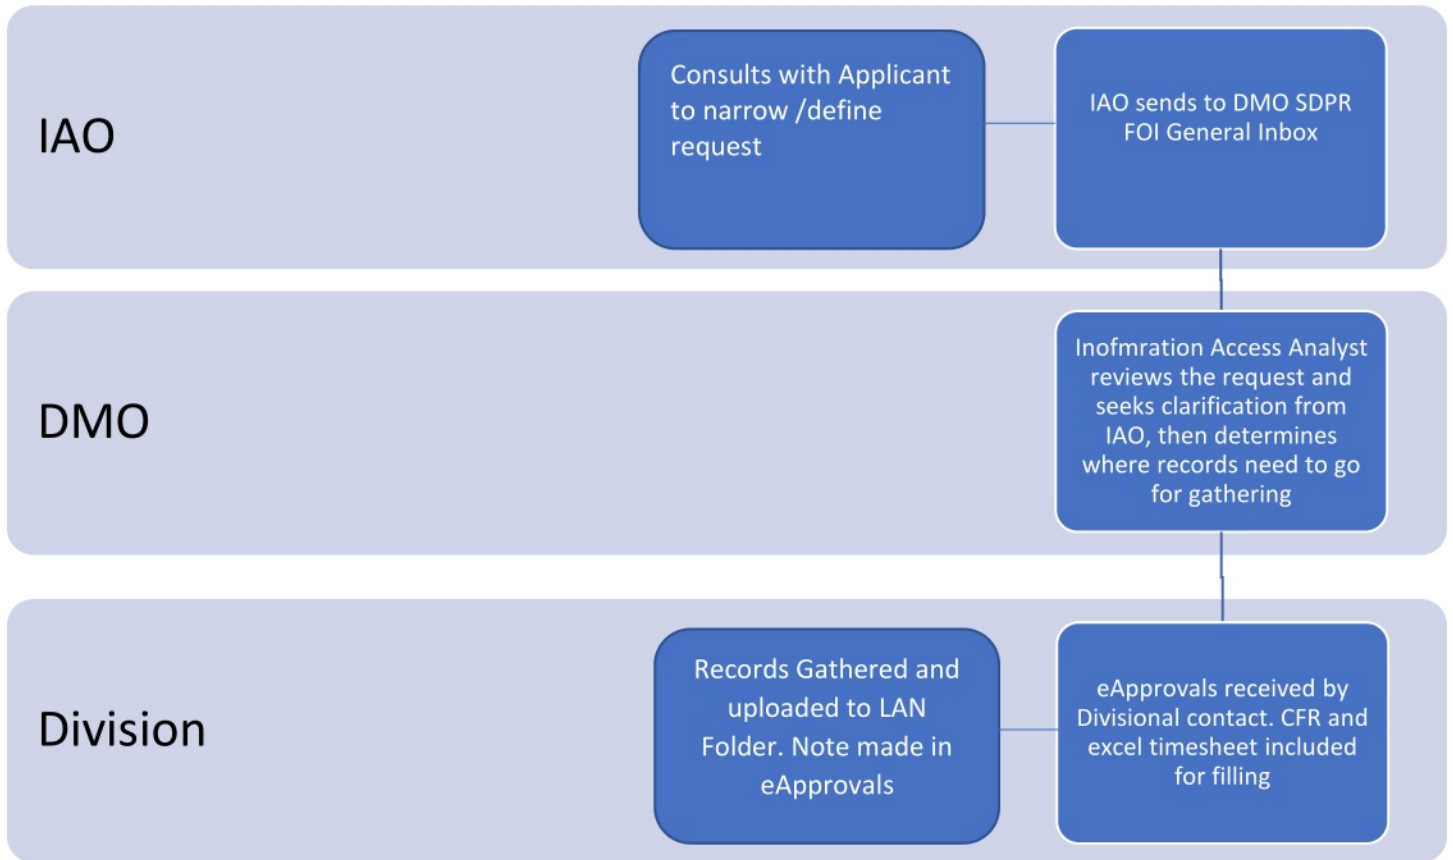 IAO
Consults with Applicant
to narrow /define
request
IAO sends to DMO SDPR
FOI General Inbox
DMO
Inofmration Access Analyst
reviews the request and
seeks clarification from
IAO, then determines
where records need to go
for gathering
Division
Records Gathered and
uploaded to LAN
Folder. Note made in
eApprovals
eApprovals received by
Divisional contact. CFR and
excel timesheet included
for filling